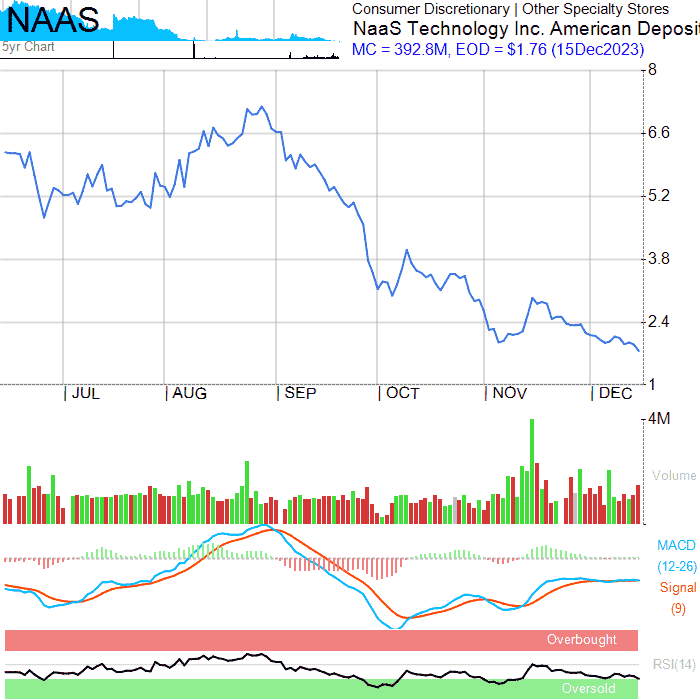 NAAS
5yr Chart
Consumer Discretionary | Other Specialty Stores
NaaS Technology Inc. American Deposit
MC = 392.8M, EOD = $1.76 (15Dec2023)
8
6.6
5.2
3.8
2.4
1
JUL
AUG
SEP
OCT
NOV
DEC
4M
Volume
MACD
(12-26)
Signal
(9)
Overbought
RSI(14)
Oversold